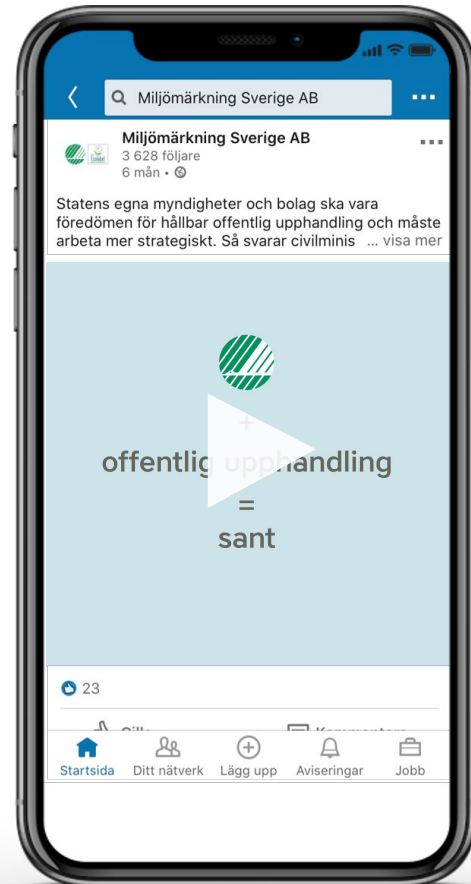 Miljömärkning Sverige AB
Miljömärkning Sverige AB
3 628 följare
6 mån •
Statens egna myndigheter och bolag ska vara
föredömen för hållbar offentlig upphandling och måste
arbeta mer strategiskt. Så svarar civilminis ... visa mer
+
offentlig upphandling
=
sant
23
Gilla
Kommentera
Startsida Ditt nätverk Lägg upp Aviseringar Jobb